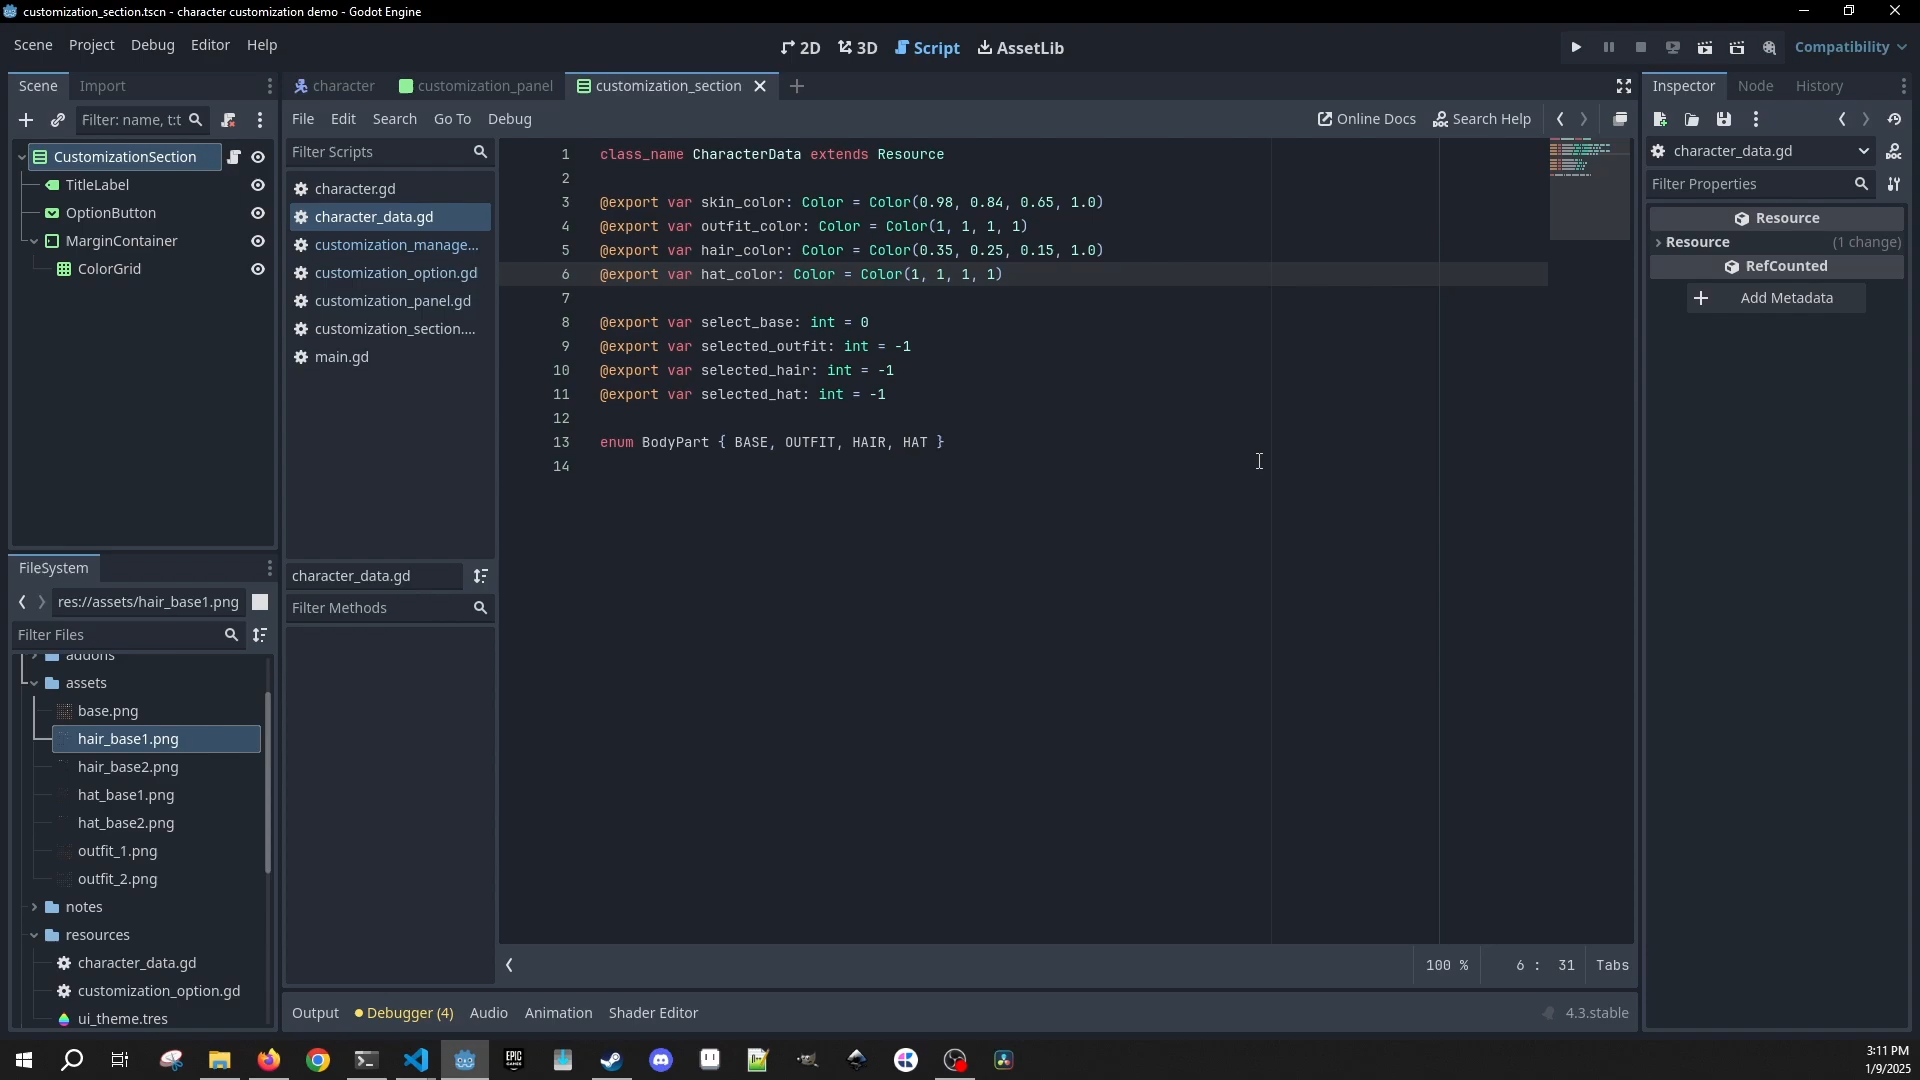 customization_section.tscn - character customization demo - Godot Engine
Scene Project Debug Editor Help
2D 3D Script AssetLib
Compatibility
Scene Import
character customization_panel customization_section
Inspector Node History
Filter: name, t:t
File Edit Search Go To Debug
Online Docs Search Help
CustomizationSection
TitleLabel
OptionButton
MarginContainer
ColorGrid
Filter Scripts
character.gd
character_data.gd
customization_manage...
customization_option.gd
customization_panel.gd
customization_section....
main.gd
character_data.gd
Filter Methods
1 class_name CharacterData extends Resource
2
3 @export var skin_color: Color = Color(0.98, 0.84, 0.65, 1.0)
4 @export var outfit_color: Color = Color(1, 1, 1, 1)
5 @export var hair_color: Color = Color(0.35, 0.25, 0.15, 1.0)
6 @export var hat_color: Color = Color(1, 1, 1, 1)
7
8 @export var select_base: int = 0
9 @export var selected_outfit: int = -1
10 @export var selected_hair: int = -1
11 @export var selected_hat: int = -1
12
13 enum BodyPart { BASE, OUTFIT, HAIR, HAT }
14
100 % 6 : 31 Tabs
character_data.gd
Filter Properties
Resource
Resource (1 change)
RefCounted
Add Metadata
FileSystem
res://assets/hair_base1.png
Filter Files
addons
assets
base.png
hair_base1.png
hair_base2.png
hat_base1.png
hat_base2.png
outfit_1.png
outfit_2.png
notes
resources
character_data.gd
customization_option.gd
ui_theme.tres
Output Debugger (4) Audio Animation Shader Editor
4.3.stable
EPIC GAMES
3:11 PM
1/9/2025